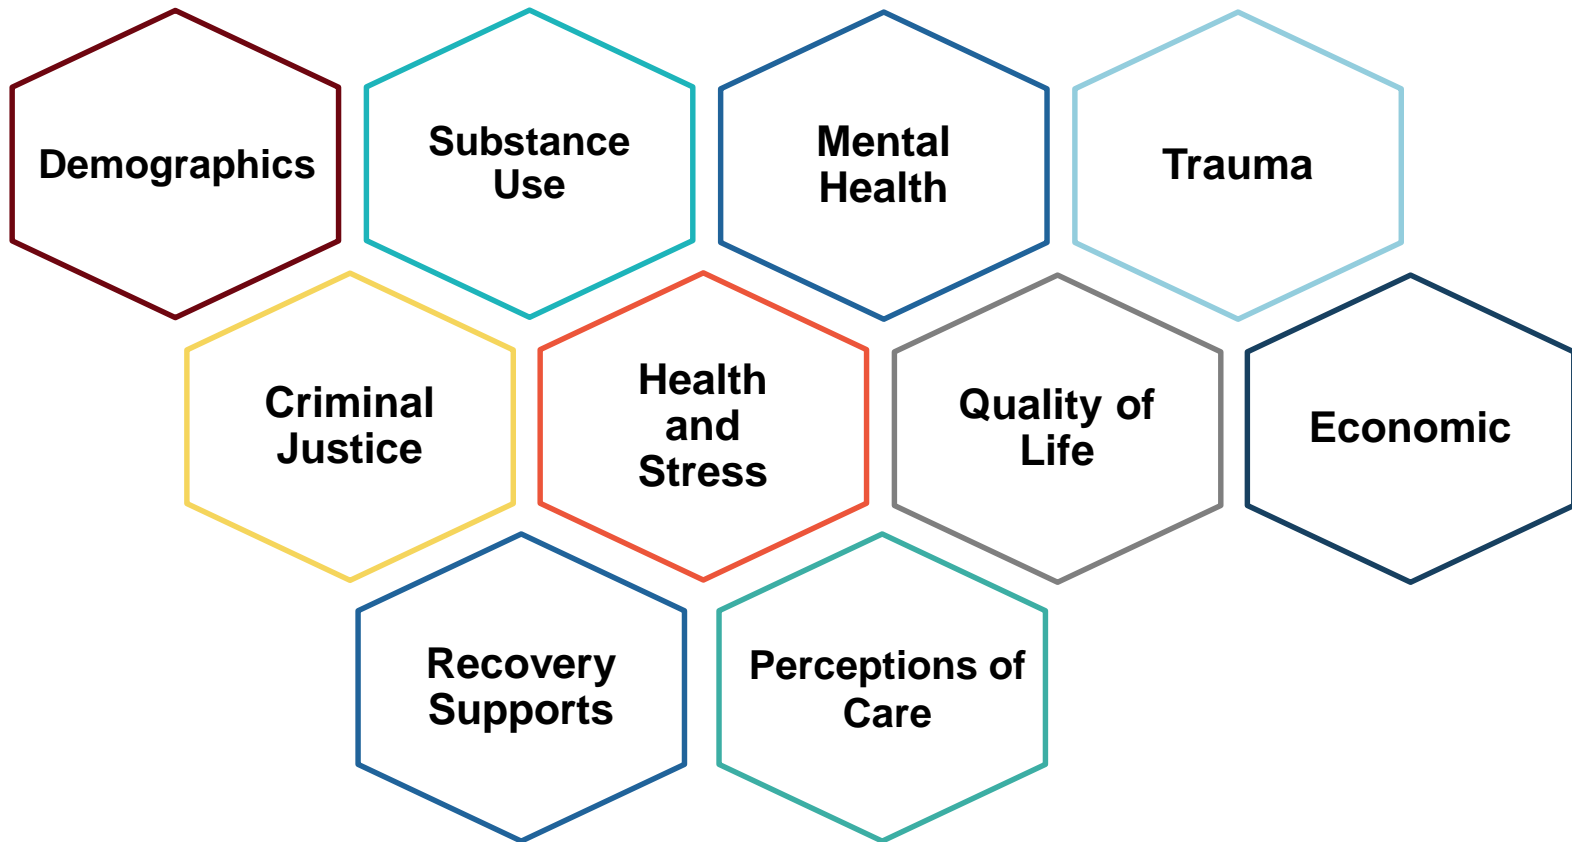 Demographics
Substance
Use
Mental
Health
Trauma
Criminal
Justice
Health
and
Stress
Quality of
Life
Economic
Recovery
Supports
Perceptions of
Care